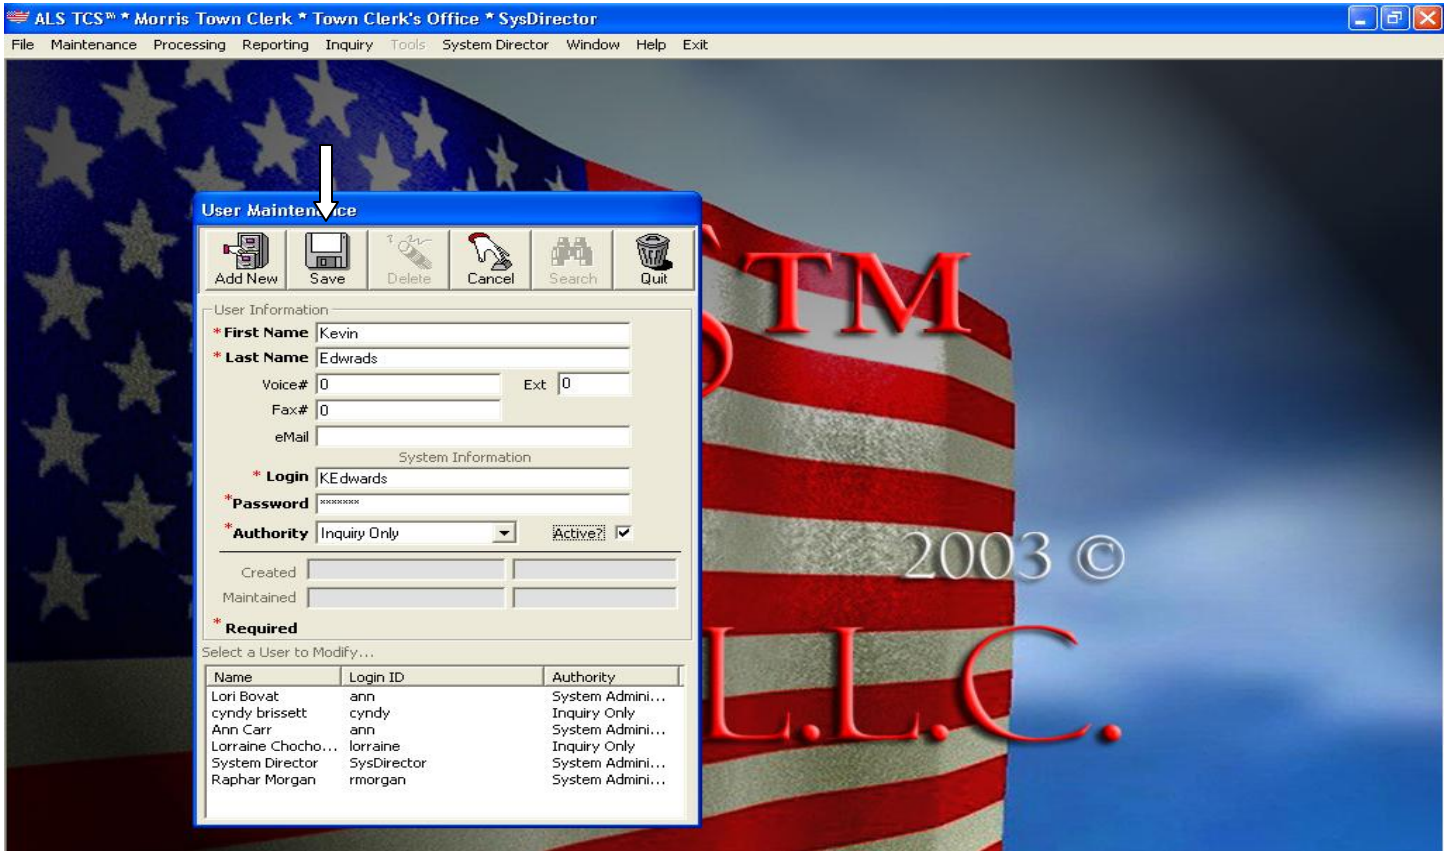 ALS TCS™ * Morris Town Clerk * Town Clerk's Office * SysDirector
File Maintenance Processing Reporting Inquiry Tools System Director Window Help Exit
User Maintenance
Add New Save Delete Cancel Search Quit
User Information
* First Name Kevin
* Last Name Edwrads
Voice# 0 Ext 0
Fax# 0
eMail
System Information
* Login KEdwards
*Password *******
*Authority Inquiry Only Active?
Created
Maintained
* Required
Select a User to Modify...
Name Login ID Authority
Lori Bovat ann System Admini...
cyndy brissett cyndy Inquiry Only
Ann Carr ann System Admini...
Lorraine Chocho... lorraine Inquiry Only
System Director SysDirector System Admini...
Raphar Morgan rmorgan System Admini...
STM
2003 ©
L.L.C.